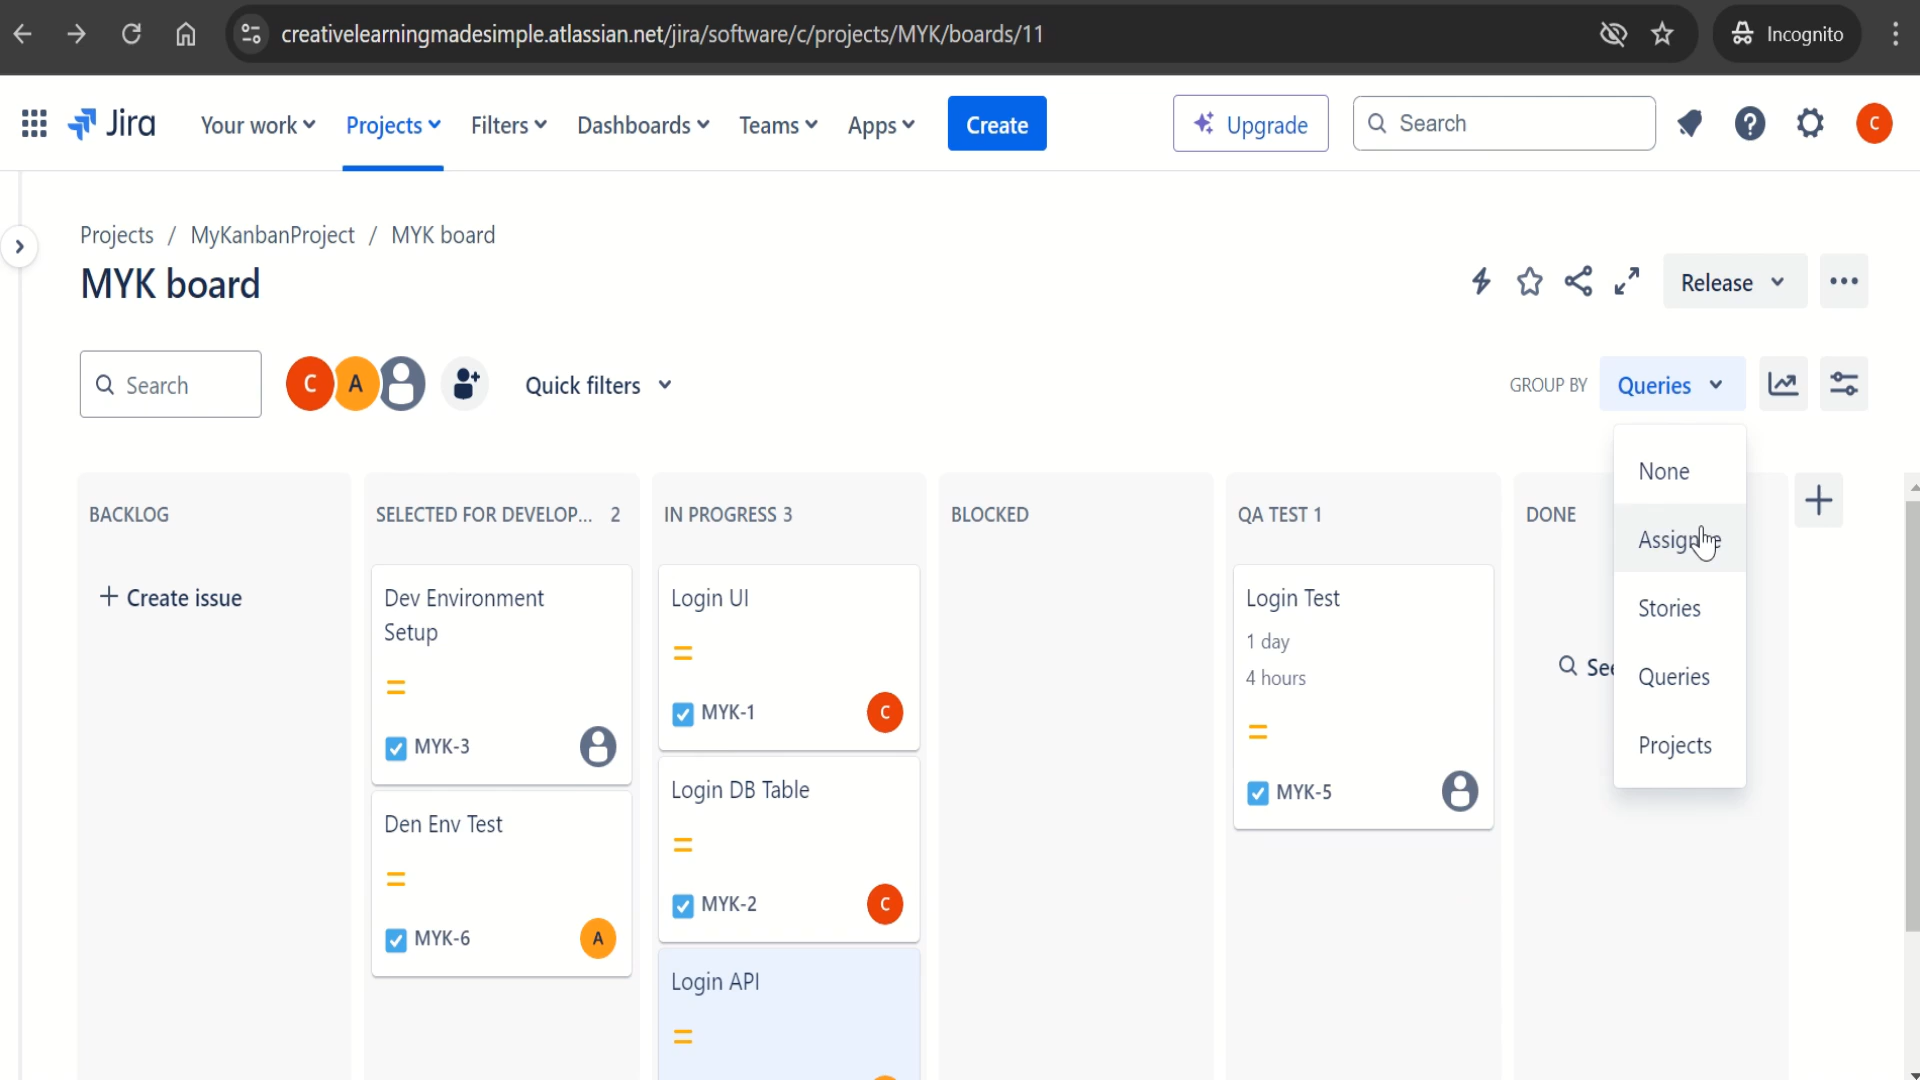 creativelearningmadesimple.atlassian.net/jira/software/c/projects/MYK/boards/11
Incognito
Jira
Your work
Projects
Filters
Dashboards
Teams
Apps
Create
Upgrade
Search
?
C
Projects / MyKanbanProject / MYK board
MYK board
Release
Search
C
A
Quick filters
GROUP BY
Queries
None
Stories
Queries
Projects
BACKLOG
+ Create issue
SELECTED FOR DEVELOP... 2
Dev Environment
Setup
MYK-3
Den Env Test
MYK-6
A
IN PROGRESS 3
Login UI
MYK-1
C
Login DB Table
MYK-2
C
Login API
BLOCKED
QA TEST 1
Login Test
1 day
4 hours
MYK-5
DONE